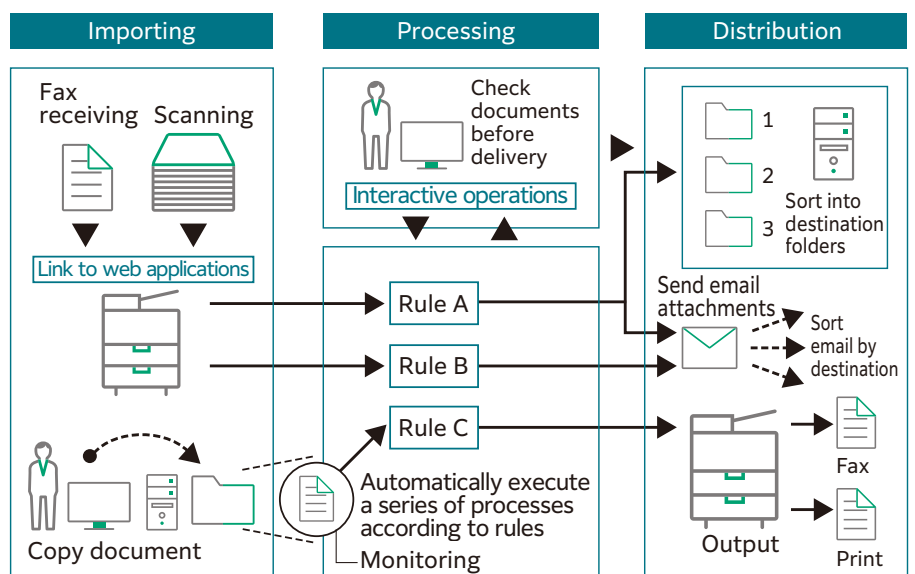 Importing
Processing
Distribution
Fax
receiving
Scanning
Link to web applications
Copy document
Check
documents
before
delivery
Interactive operations
Rule A
Rule B
Rule C
Automatically execute
a series of processes
according to rules
Monitoring
1
2
3
Sort into
destination
folders
Send email
attachments
Sort
email by
destination
Output
Fax
Print